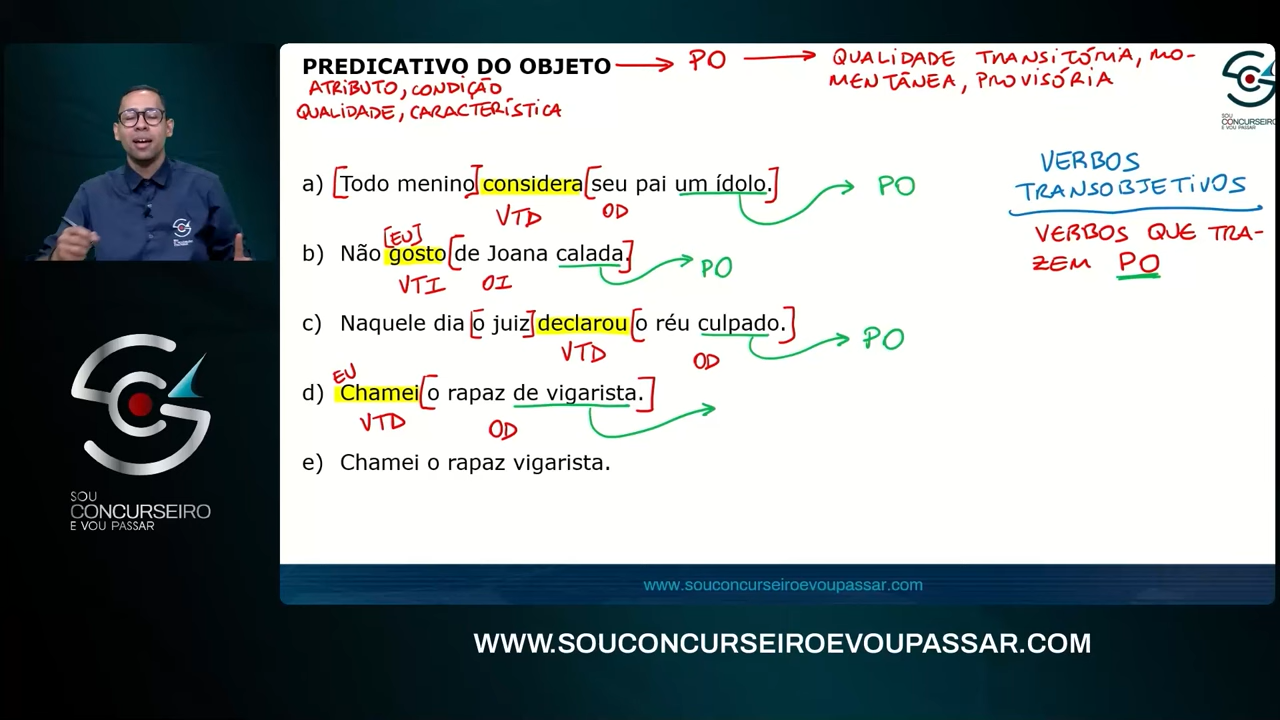 PREDICATIVO DO OBJETO → PO → QUALIDADE TRANSITÓRIA, MO-
MENTÂNEA, PROVISÓRIA
ATRIBUTO, CONDIÇÃO
QUALIDADE, CARACTERÍSTICA
SOU
CONCURSEIRO
E VOU PASSAR
VERBOS
TRANSOBJETIVOS
VERBOS QUE TRA-
ZEM PO
a) [Todo menino] considera [seu pai um ídolo.] → PO
VTD OD
[EU]
b) Não gosto [de Joana calada.] → PO
VTI OI
c) Naquele dia [o juiz] declarou [o réu culpado.] → PO
VTD OD
EU
d) Chamei [o rapaz de vigarista.] →
VTD OD
e) Chamei o rapaz vigarista.
SOU
CONCURSEIRO
E VOU PASSAR
www.souconcurseiroevoupassar.com
WWW.SOUCONCURSEIROEVOUPASSAR.COM